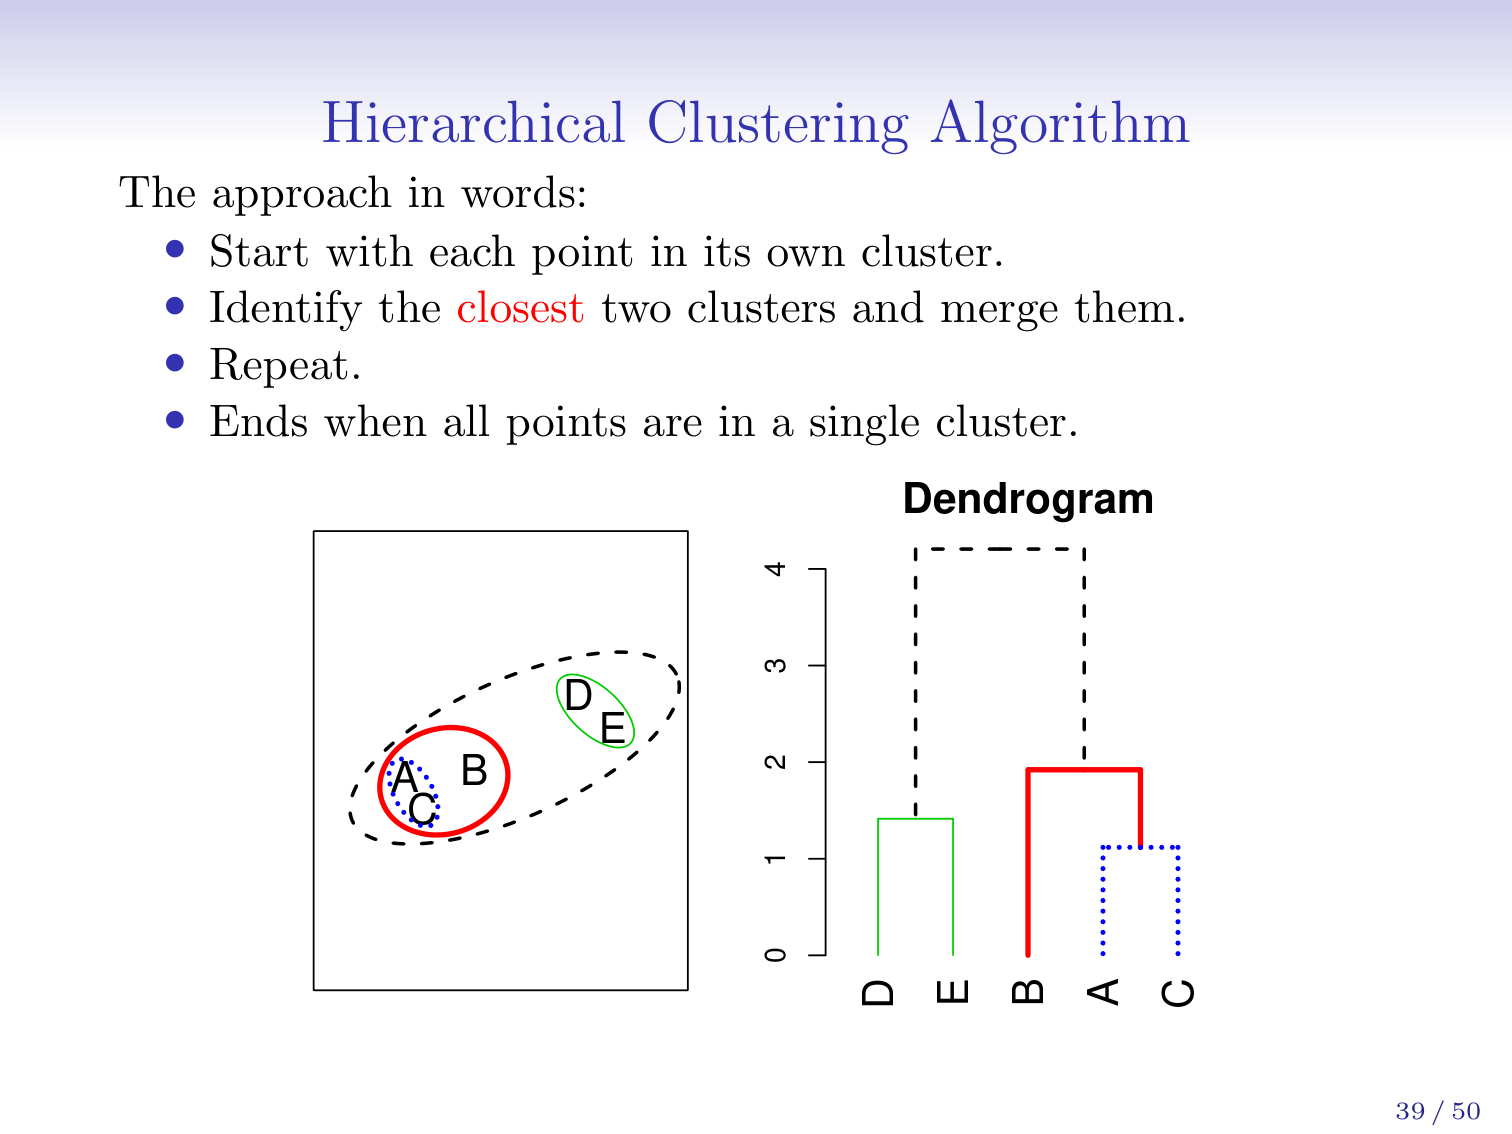 Hierarchical Clustering Algorithm
The approach in words:
• Start with each point in its own cluster.
• Identify the closest two clusters and merge them.
• Repeat.
• Ends when all points are in a single cluster.
D
E
A
B
C
Dendrogram
4
3
2
1
0
D E B A C
39 / 50